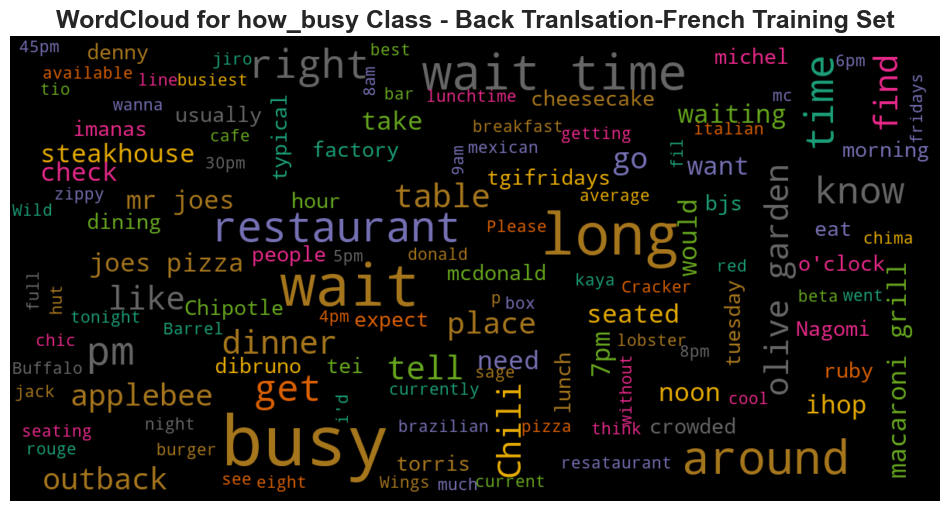 WordCloud for how_busy Class - Back Tranlsation-French Training Set
45pm
denny
jiro
best
right
wait time
michel
time
6pm
find
available
line
busiest
8am
tio
bar
lunchtime
cheesecake
mc
fridays
wanna
usually
typical
take
waiting
imanas
cafe
breakfast
getting
italian
steakhouse
30pm
factory
9am
mexican
go
fil
want
morning
check
tgifridays
know
zippy
mr joes
hour
table
average
would
bjs
olive garden
Wild
dining
restaurant
Please
long
eat
chima
people
5pm
donald
joes pizza
mcdonald
kaya
red
o'clock
full
hut
like
wait
Chipotle
p
box
Cracker
tuesday
beta
went
macaroni grill
tonight
Barrel
4pm
expect
place
seated
Nagomi
chic
pm
dinner
7pm
lobster
8pm
Buffalo
dibruno
tei
tell
need
ruby
jack
applebee
get
i'd
currently
sage
Chili
lunch
without
noon
cool
ihop
seating
night
busy
brazilian
pizza
think
crowded
rouge
burger
torris
resataurant
around
outback
see
eight
Wings
much
current